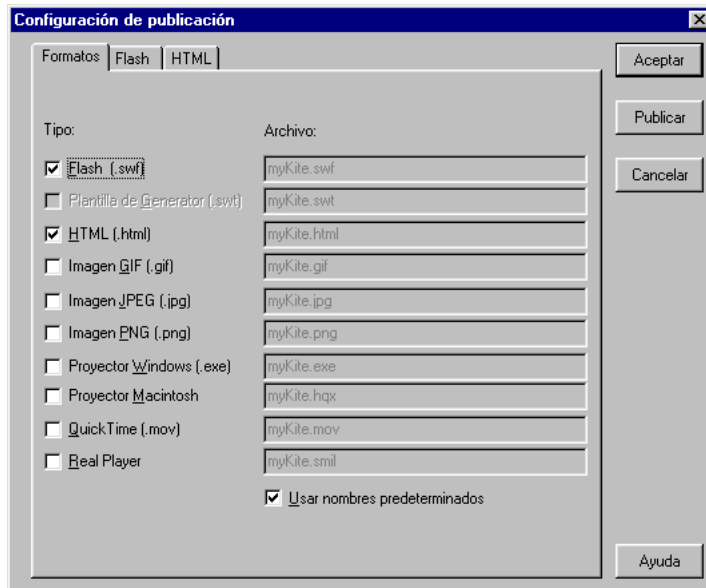 Configuración de publicación
Formatos Flash HTML
Aceptar
Publicar
Cancelar
Tipo: Archivo:
Flash (.swf) myKite.swf
Plantilla de Generator (.swt) myKite.swt
HTML (.html) myKite.html
Imagen GIF (.gif) myKite.gif
Imagen JPEG (.jpg) myKite.jpg
Imagen PNG (.png) myKite.png
Proyector Windows (.exe) myKite.exe
Proyector Macintosh myKite.hqx
QuickTime (.mov) myKite.mov
Real Player myKite.smil
Usar nombres predeterminados
Ayuda